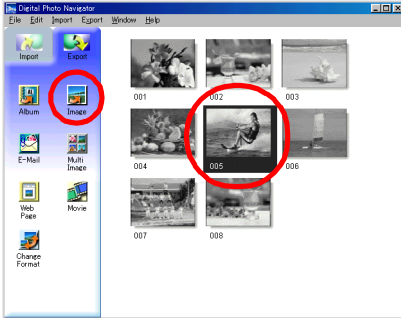 Digital Photo Navigator
File Edit Import Export Window Help
Import Export
Album Image
E-Mail Multi Image
Web Page Movie
Change Format
001 002 003
004 005 006
007 008